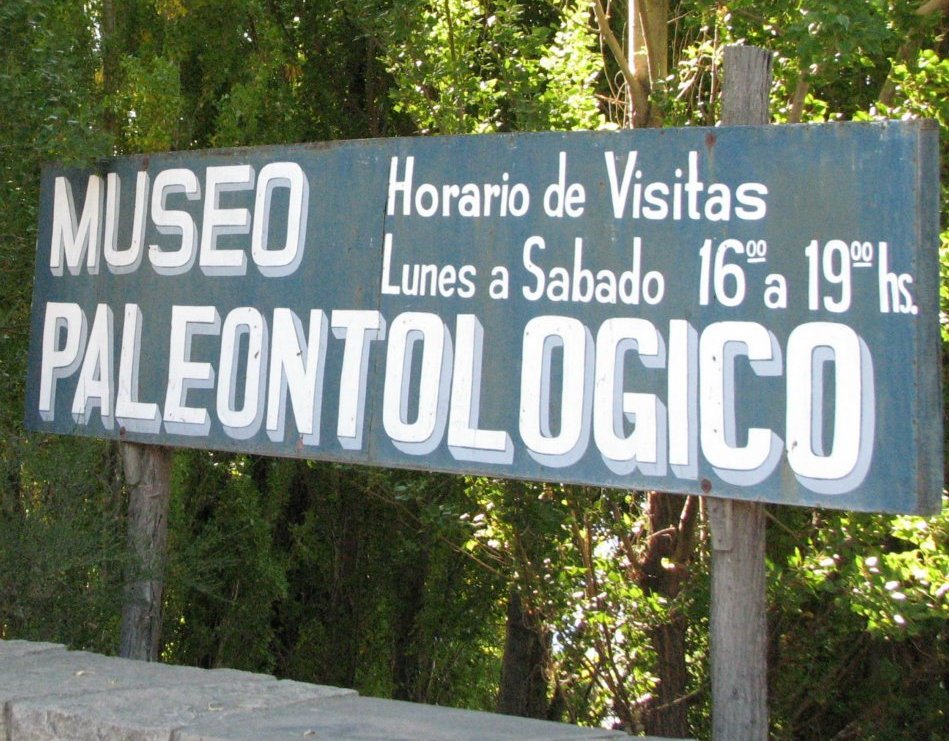 MUSEO
Horario de Visitas
Lunes a Sabado 16⁰⁰ a 19⁰⁰ hs.
PALEONTOLOGICO